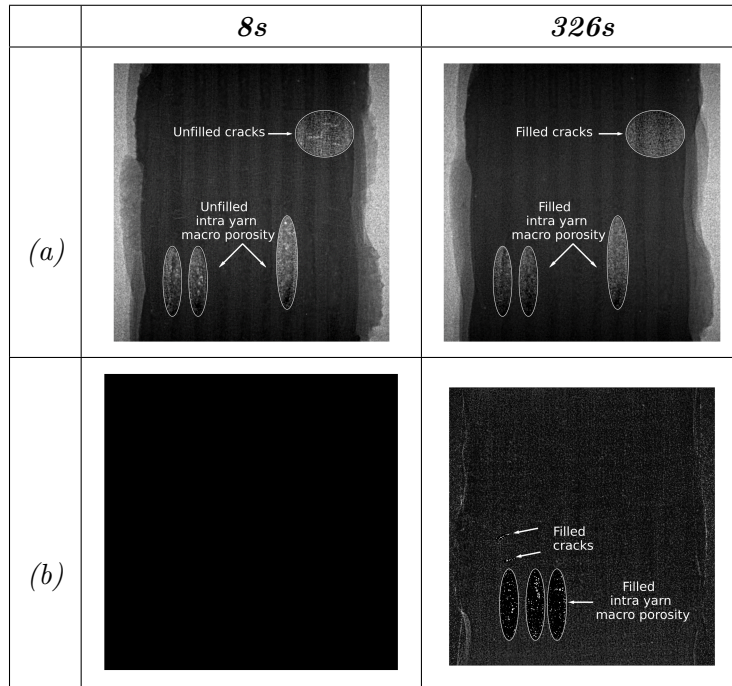 8s
326s
(a)
Unfilled cracks
Unfilled
intra yarn
macro porosity
Filled cracks
Filled
intra yarn
macro porosity
(b)
Filled
cracks
Filled
intra yarn
macro porosity